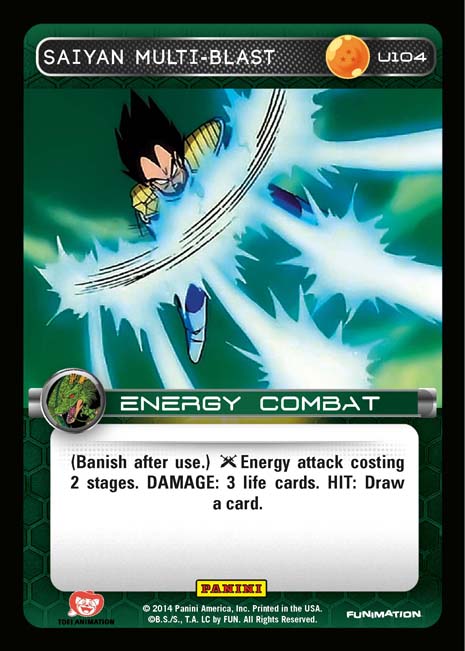 SAIYAN MULTI-BLAST
U104
ENERGY COMBAT
(Banish after use.) Energy attack costing
2 stages. DAMAGE: 3 life cards. HIT: Draw
a card.
PANINI
TOEI ANIMATION
© 2014 Panini America, Inc. Printed in the USA.
©B.S./S., T.A. LC by FUN. All Rights Reserved.
FUNIMATION